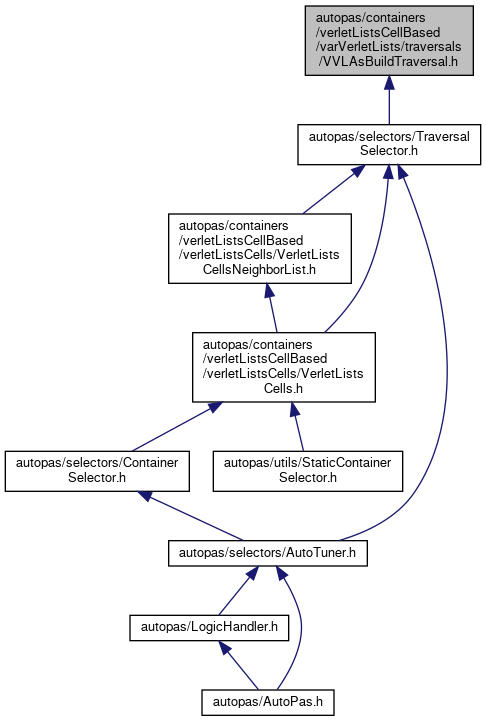 autopas/containers
/verletListsCellBased
/varVerletLists/traversals
/VVLAsBuildTraversal.h
autopas/selectors/Traversal
Selector.h
autopas/containers
/verletListsCellBased
/verletListsCells/VerletLists
CellsNeighborList.h
autopas/containers
/verletListsCellBased
/verletListsCells/VerletLists
Cells.h
autopas/selectors/Container
Selector.h
autopas/utils/StaticContainer
Selector.h
autopas/selectors/AutoTuner.h
autopas/LogicHandler.h
autopas/AutoPas.h